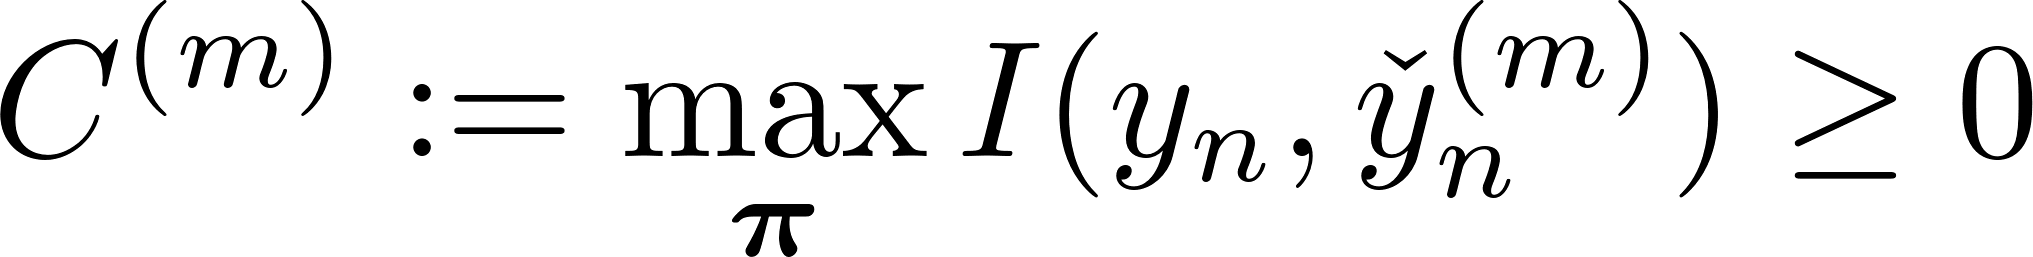 $C^{(m)} := \max_{\boldsymbol{\pi}} I(y_n, \check{y}_n^{(m)}) \geq 0$